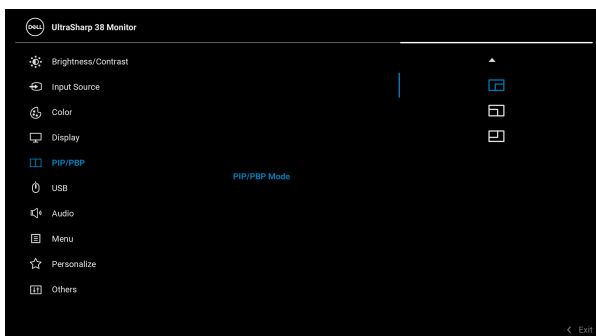 DELL UltraSharp 38 Monitor
Brightness/Contrast
Input Source
Color
Display
PIP/PBP
PIP/PBP Mode
USB
Audio
Menu
Personalize
Others
Exit